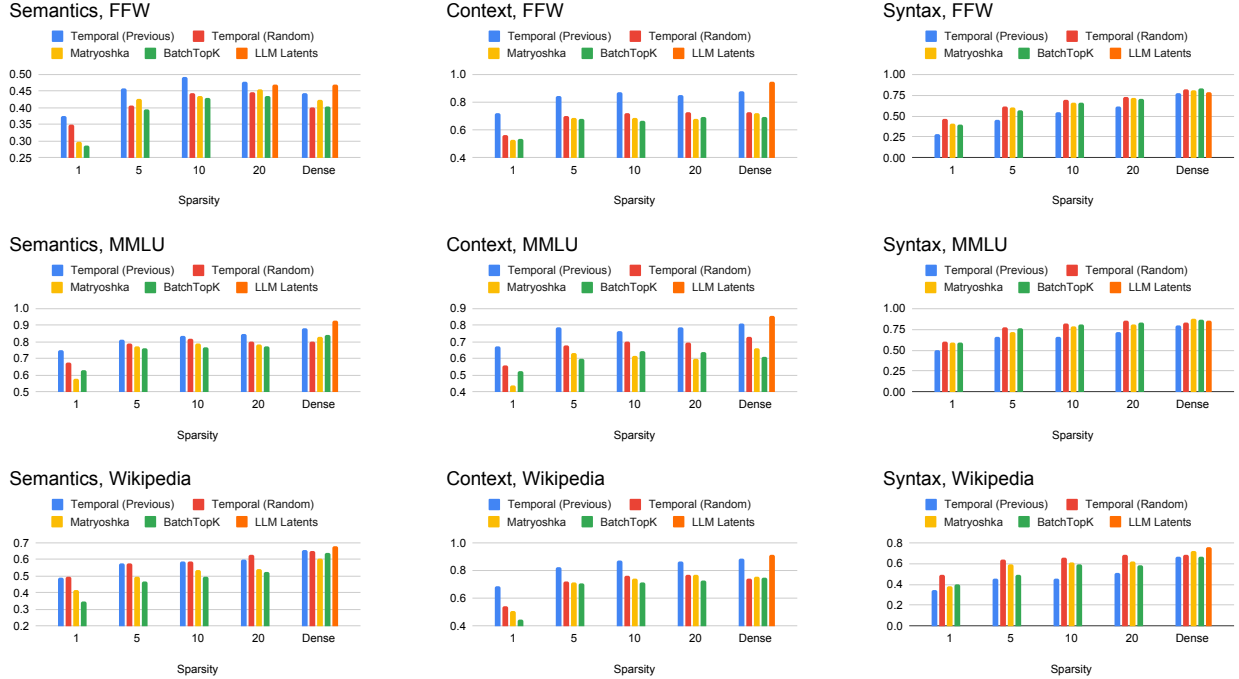 Semantics, FFW
Temporal (Previous) Temporal (Random)
Matryoshka BatchTopK LLM Latents
0.50
0.45
0.40
0.35
0.30
0.25
1 5 10 20 Dense
Sparsity
Context, FFW
Temporal (Previous) Temporal (Random)
Matryoshka BatchTopK LLM Latents
1.0
0.8
0.6
0.4
1 5 10 20 Dense
Sparsity
Syntax, FFW
Temporal (Previous) Temporal (Random)
Matryoshka BatchTopK LLM Latents
1.00
0.75
0.50
0.25
0.00
1 5 10 20 Dense
Sparsity
Semantics, MMLU
Temporal (Previous) Temporal (Random)
Matryoshka BatchTopK LLM Latents
1.0
0.9
0.8
0.7
0.6
0.5
1 5 10 20 Dense
Sparsity
Context, MMLU
Temporal (Previous) Temporal (Random)
Matryoshka BatchTopK LLM Latents
0.9
0.8
0.7
0.6
0.5
0.4
1 5 10 20 Dense
Sparsity
Syntax, MMLU
Temporal (Previous) Temporal (Random)
Matryoshka BatchTopK LLM Latents
1.00
0.75
0.50
0.25
0.00
1 5 10 20 Dense
Sparsity
Semantics, Wikipedia
Temporal (Previous) Temporal (Random)
Matryoshka BatchTopK LLM Latents
0.7
0.6
0.5
0.4
0.3
0.2
1 5 10 20 Dense
Sparsity
Context, Wikipedia
Temporal (Previous) Temporal (Random)
Matryoshka BatchTopK LLM Latents
1.0
0.8
0.6
0.4
1 5 10 20 Dense
Sparsity
Syntax, Wikipedia
Temporal (Previous) Temporal (Random)
Matryoshka BatchTopK LLM Latents
0.8
0.6
0.4
0.2
0.0
1 5 10 20 Dense
Sparsity